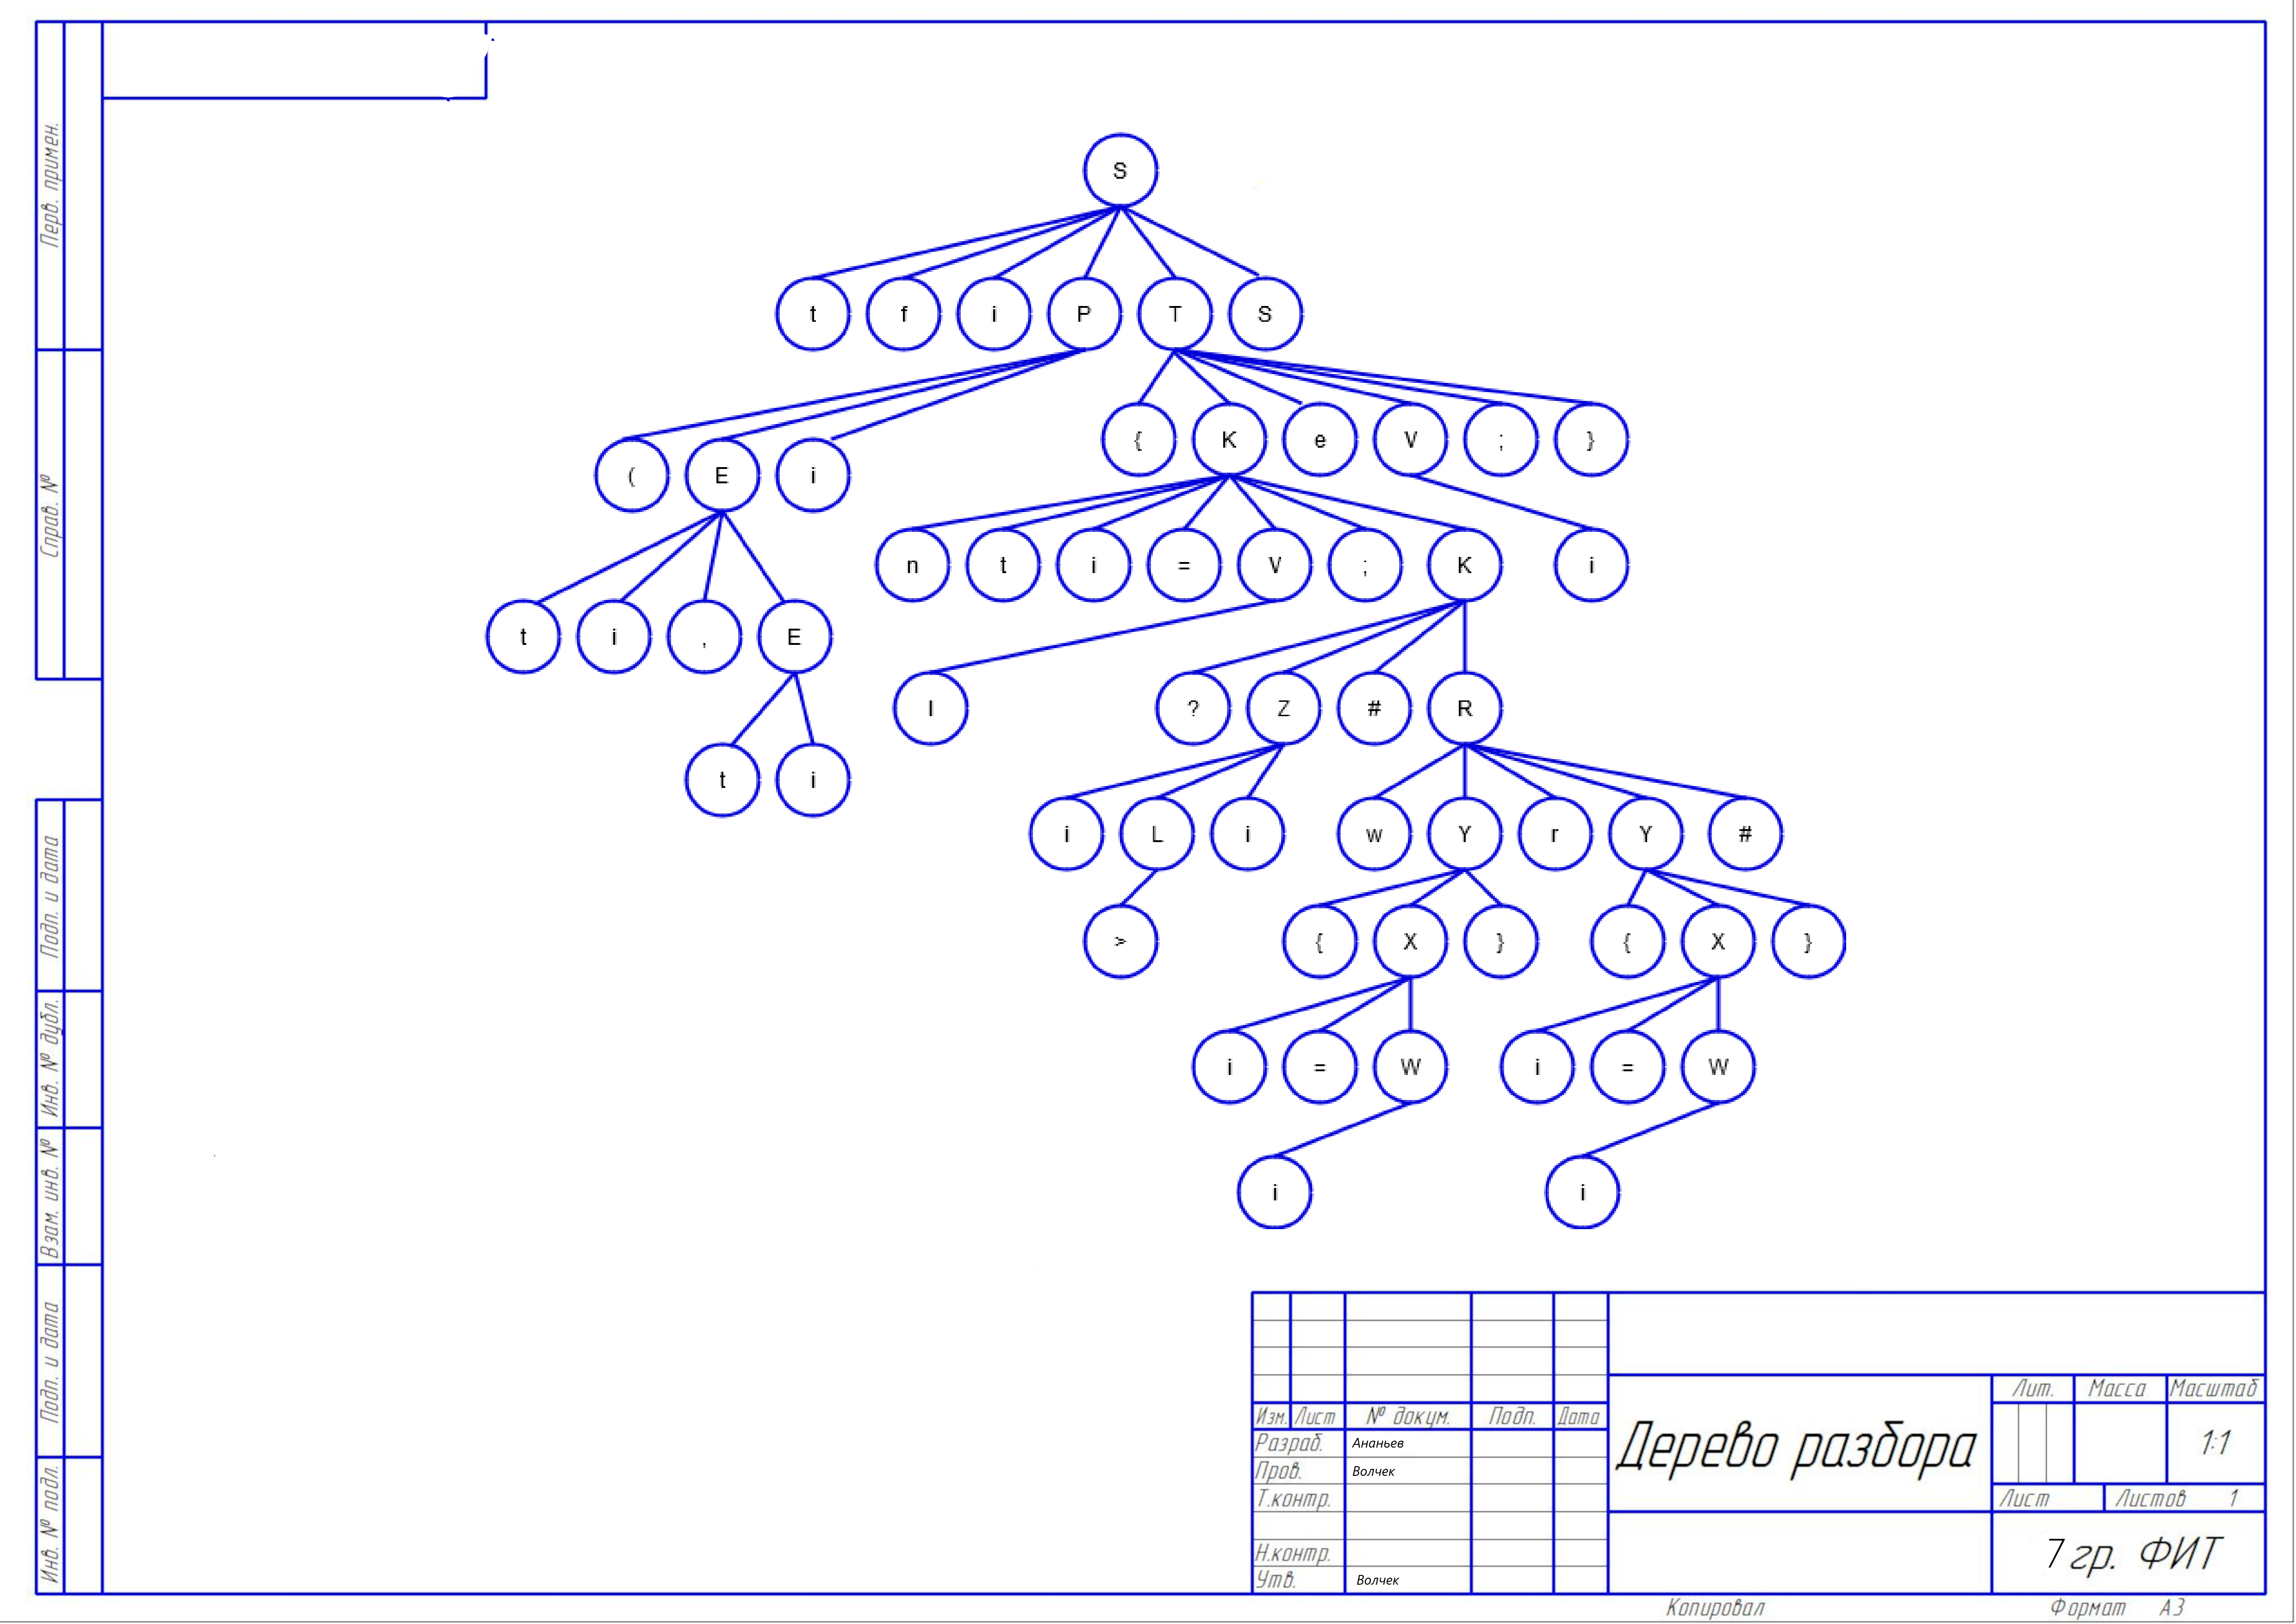 S
t f i P T S
{ K e V ; }
( E i
n t i = V ; K i
t i , E
l ? Z # R
t i
i L i w Y r Y #
> { X } { X }
i = W i = W
i i
Перв. примен.
Справ. №
Подп. и дата
Инв. № дубл.
Взам. инв. №
Подп. и дата
Инв. № подл.
Изм. Лист № докум. Подп. Дата
Разраб. Ананьев
Пров. Волчек
Т.контр.
Н.контр.
Утв. Волчек
Дерево разбора
Лит. Масса Масштаб
1:1
Лист Листов 1
7 гр. ФИТ
Копировал Формат А3